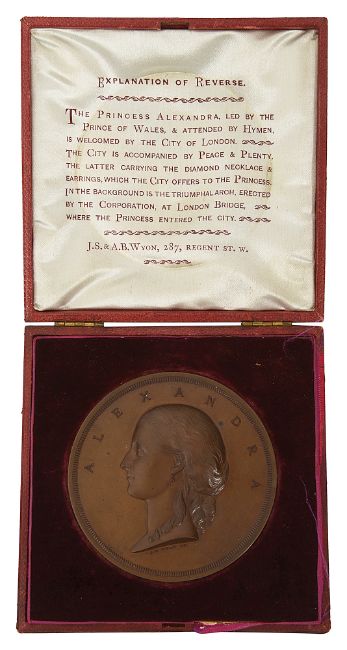 EXPLANATION OF REVERSE.
THE PRINCESS ALEXANDRA, LED BY THE
PRINCE OF WALES, & ATTENDED BY HYMEN,
IS WELCOMED BY THE CITY OF LONDON.
THE CITY IS ACCOMPANIED BY PEACE & PLENTY,
THE LATTER CARRYING THE DIAMOND NECKLACE &
EARRINGS, WHICH THE CITY OFFERS TO THE PRINCESS.
IN THE BACKGROUND IS THE TRIUMPHAL ARCH, ERECTED
BY THE CORPORATION, AT LONDON BRIDGE,
WHERE THE PRINCESS ENTERED THE CITY.
J.S. & A.B. WYON, 287, REGENT ST. W.
ALEXANDRA